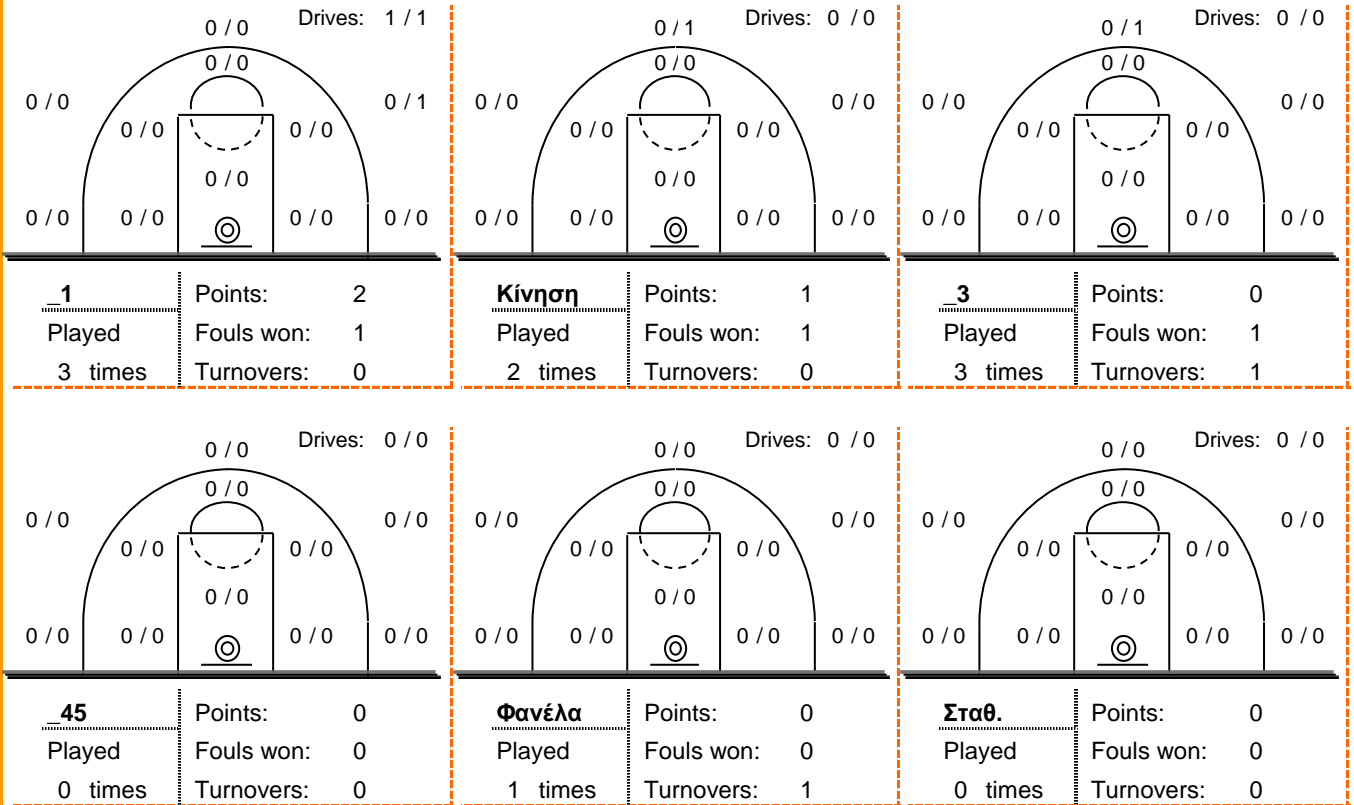 0 / 0 Drives: 1 / 1 0 / 1 Drives: 0 / 0 0 / 1 Drives: 0 / 0
0 / 0 0 / 0 0 / 0
0 / 0 0 / 1 0 / 0 0 / 0 0 / 0 0 / 0
0 / 0 0 / 0 0 / 0 0 / 0 0 / 0 0 / 0
0 / 0 0 / 0 0 / 0
0 / 0 0 / 0 0 / 0 0 / 0 0 / 0 0 / 0 0 / 0 0 / 0 0 / 0 0 / 0 0 / 0 0 / 0
_1 Points: 2 Κίνηση Points: 1 _3 Points: 0
Played Fouls won: 1 Played Fouls won: 1 Played Fouls won: 1
3 times Turnovers: 0 2 times Turnovers: 0 3 times Turnovers: 1
0 / 0 Drives: 0 / 0 0 / 0 Drives: 0 / 0 0 / 0 Drives: 0 / 0
0 / 0 0 / 0 0 / 0
0 / 0 0 / 0 0 / 0 0 / 0 0 / 0 0 / 0
0 / 0 0 / 0 0 / 0 0 / 0 0 / 0 0 / 0
0 / 0 0 / 0 0 / 0
0 / 0 0 / 0 0 / 0 0 / 0 0 / 0 0 / 0 0 / 0 0 / 0 0 / 0 0 / 0 0 / 0 0 / 0
_45 Points: 0 Φανέλα Points: 0 Σταθ. Points: 0
Played Fouls won: 0 Played Fouls won: 0 Played Fouls won: 0
0 times Turnovers: 0 1 times Turnovers: 1 0 times Turnovers: 0